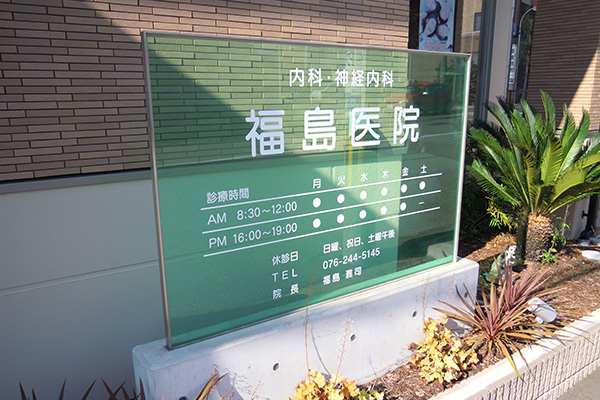 内科・神経内科
福島医院
診療時間 月 火 水 木 金 土
AM 8:30～12:00 ● ● ● ● ● ●
PM 16:00～19:00 ● ● ● ● ● －
休診日 日曜、祝日、土曜午後
TEL 076-244-5145
院長 福島 雅司